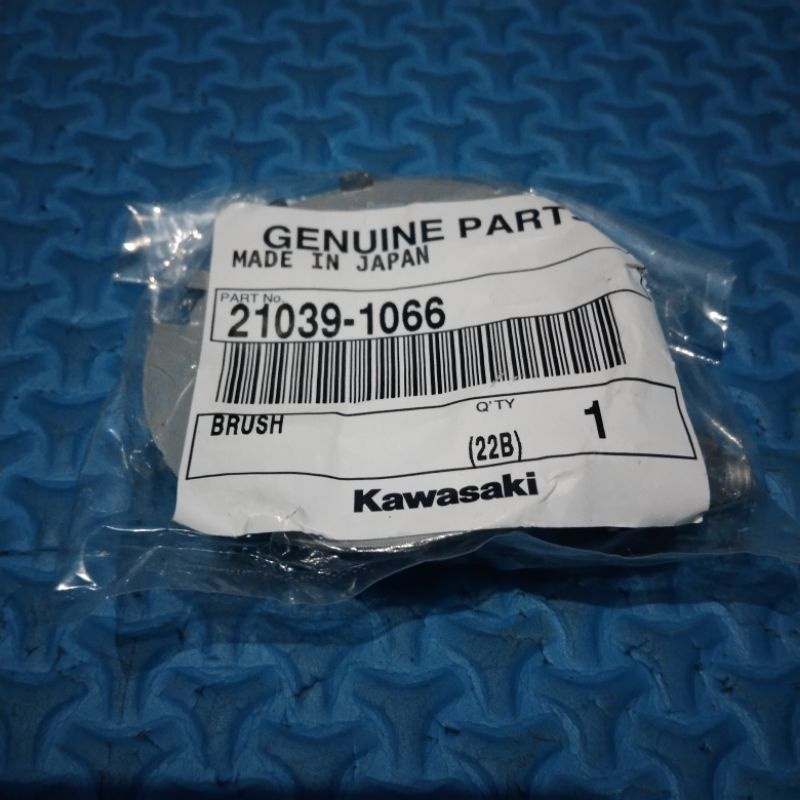 GENUINE PARTS
MADE IN JAPAN
PART No.
21039-1066
BRUSH
Q'TY
(22B)
1
Kawasaki